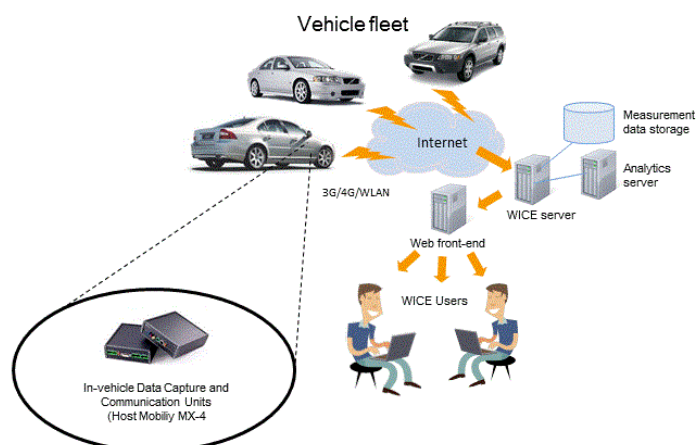 Vehicle fleet
Internet
Measurement
data storage
Analytics
server
3G/4G/WLAN
WICE server
Web front-end
WICE Users
In-vehicle Data Capture and
Communication Units
(Host Mobiliy MX-4